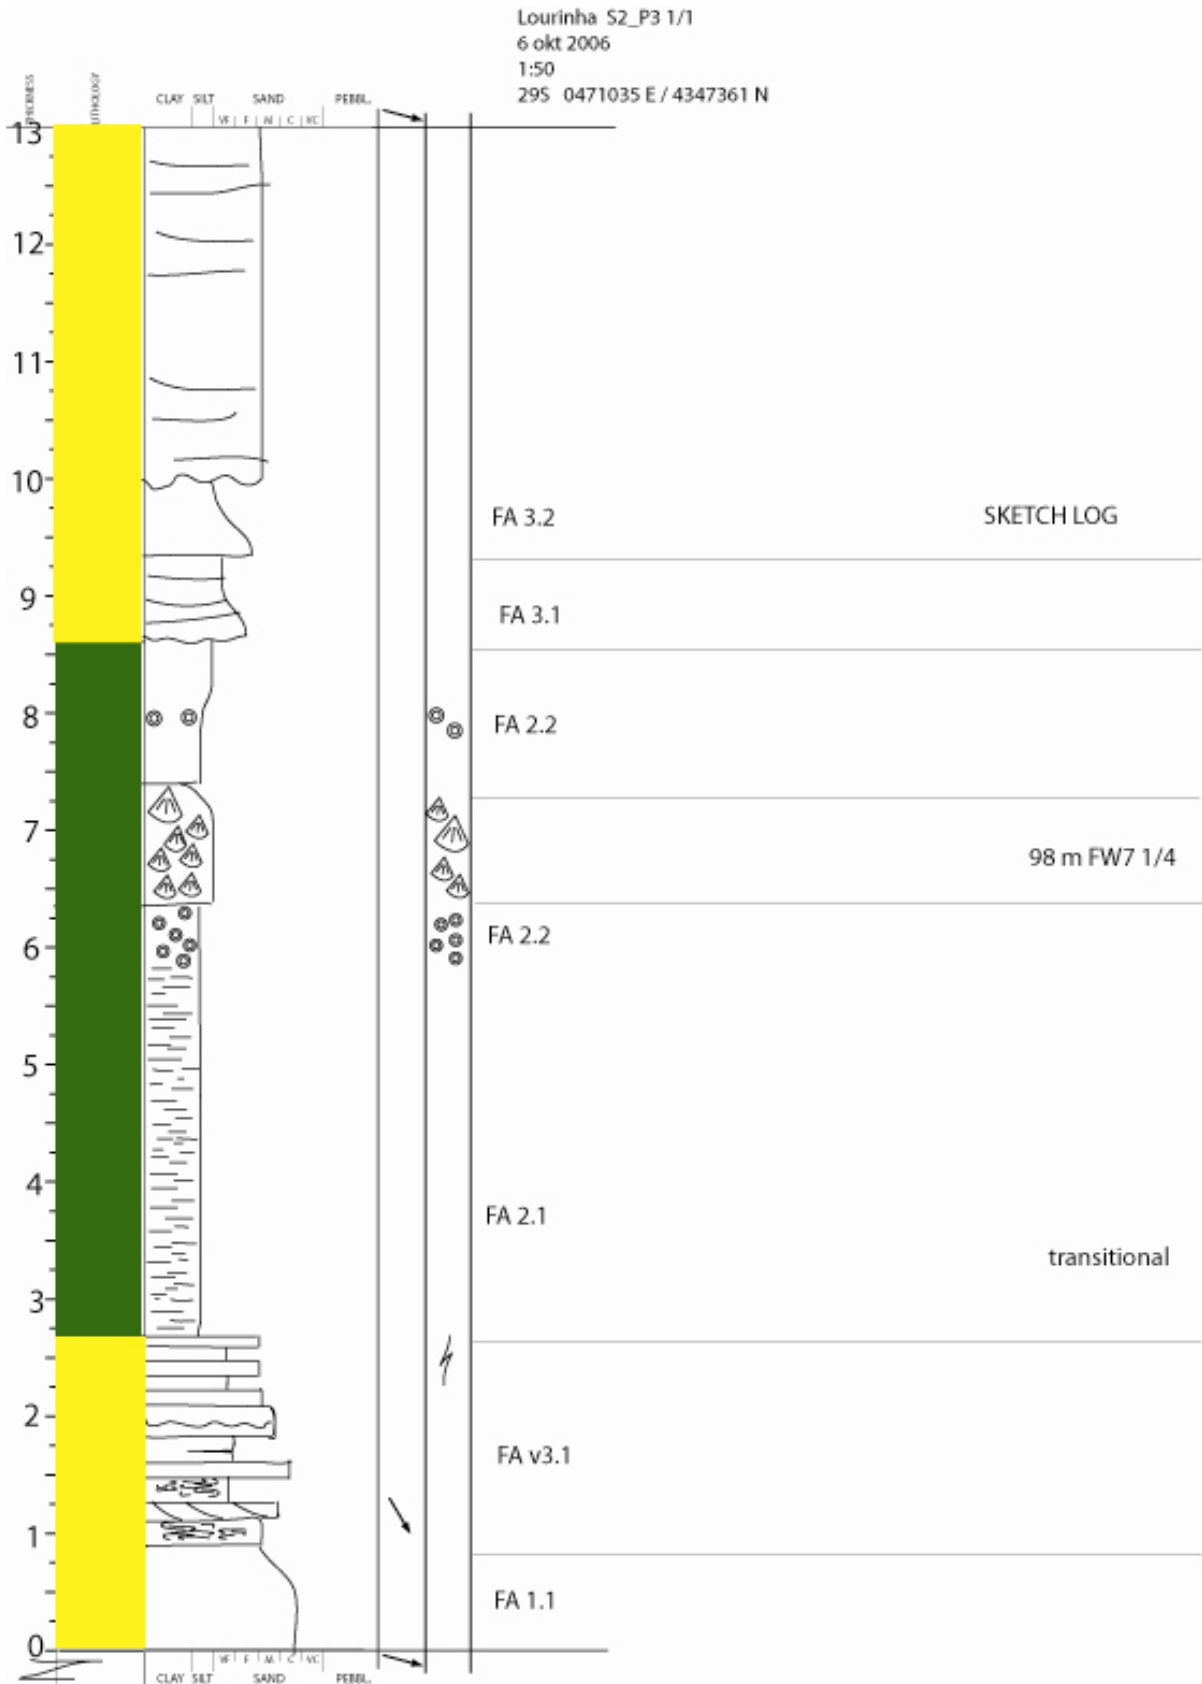 Lourinha S2_P3 1/1
6 okt 2006
1:50
29S 0471035 E / 4347361 N
THICKNESS LITHOLOGY CLAY SILT SAND PEBBL.
VF F M C VC
13
12
11
10
FA 3.2 SKETCH LOG
9
FA 3.1
8
FA 2.2
7
98 m FW7 1/4
6
FA 2.2
5
4
FA 2.1
transitional
3
2
FA v3.1
1
FA 1.1
0
VF F M C VC
CLAY SILT SAND PEBBL.